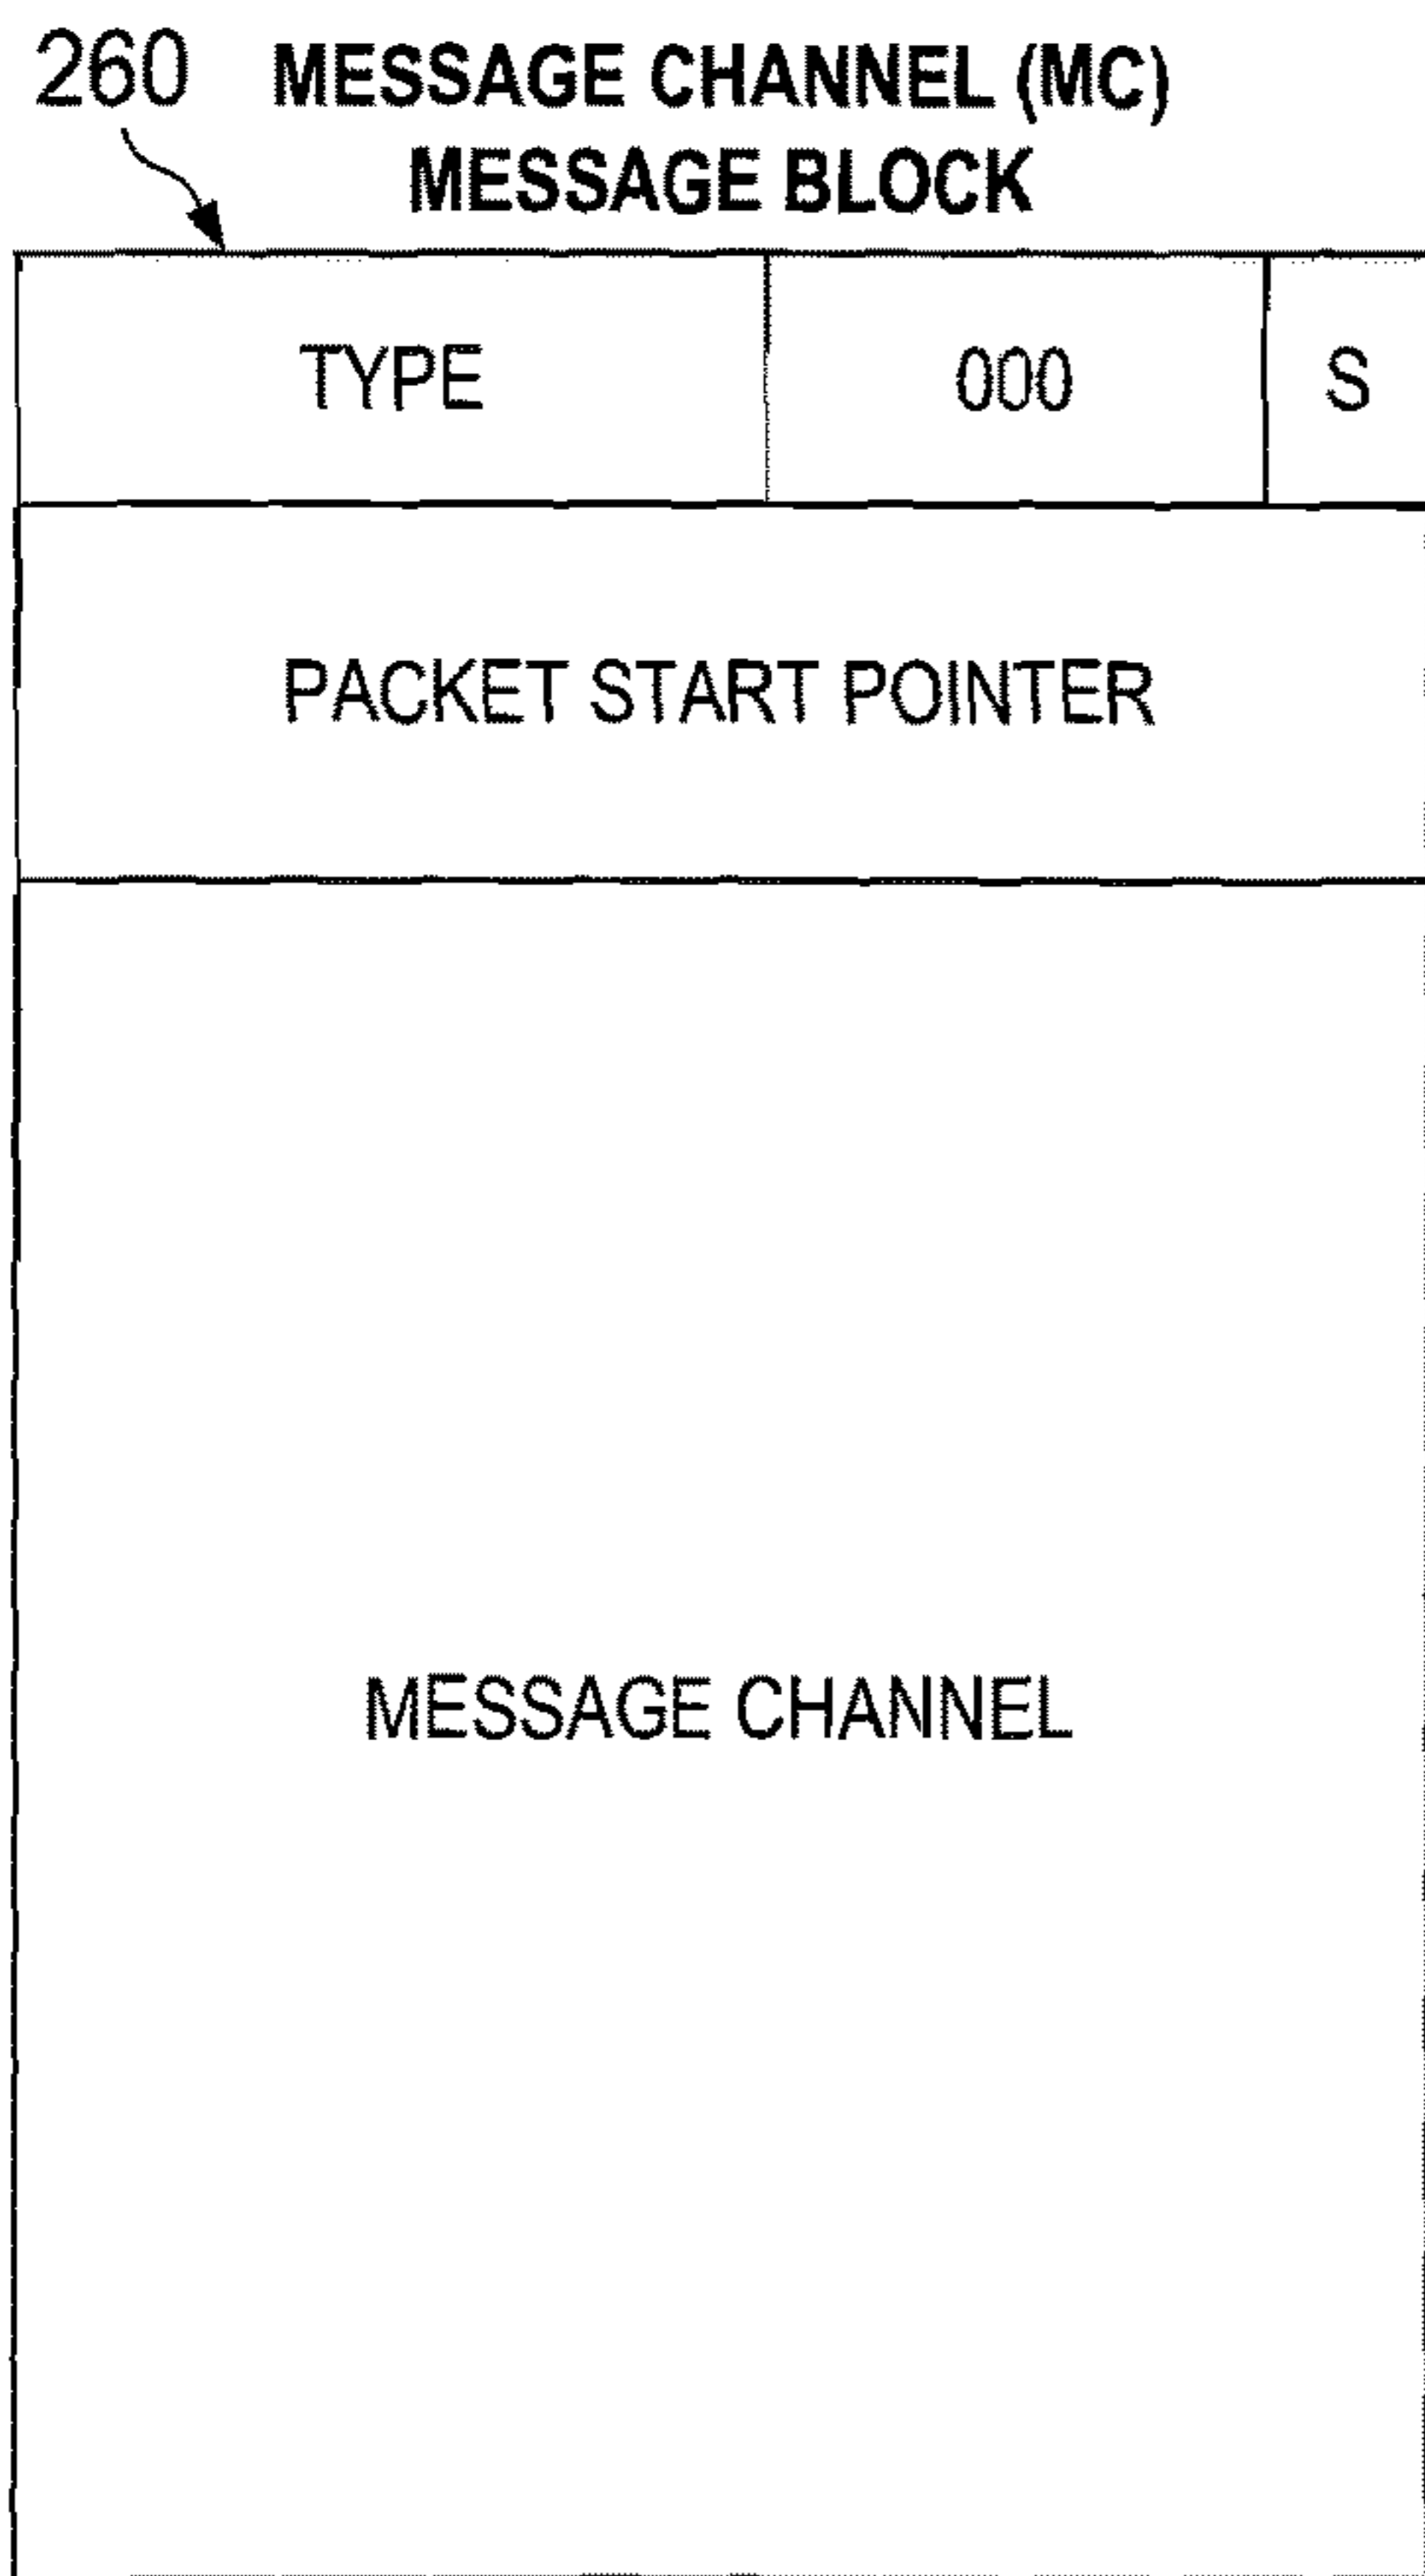 260 MESSAGE CHANNEL (MC)
MESSAGE BLOCK
TYPE 000 S
PACKET START POINTER
MESSAGE CHANNEL